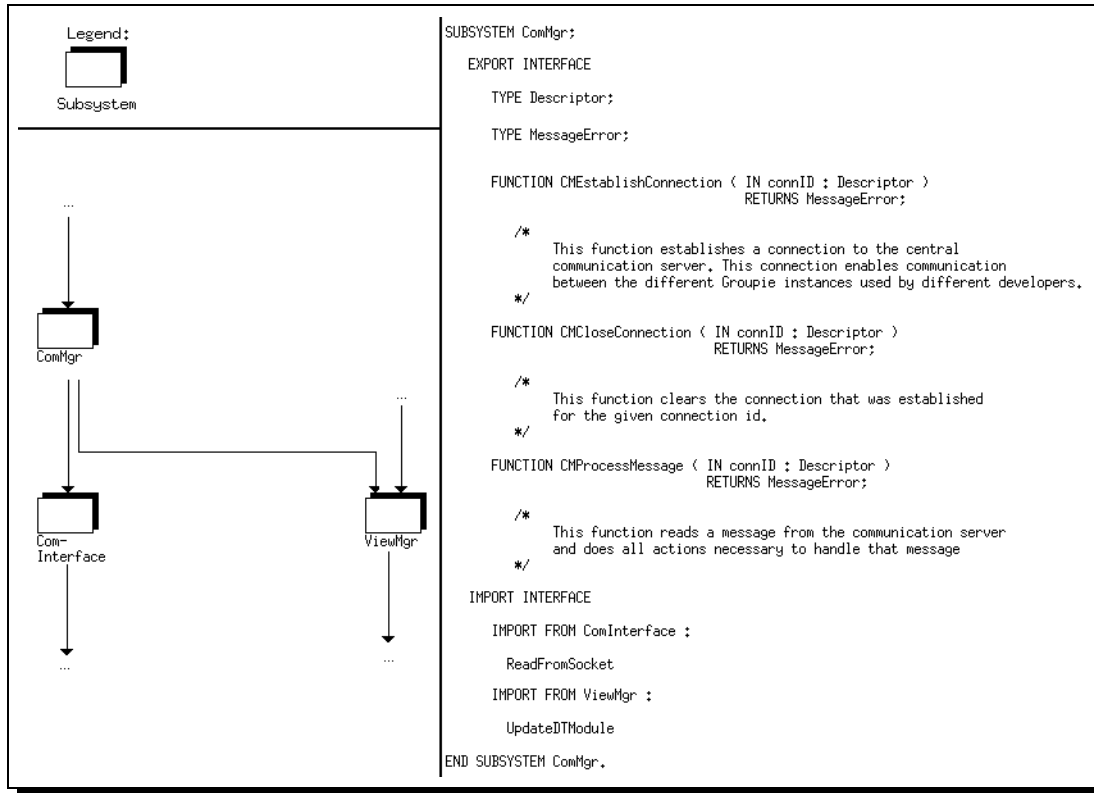 Legend:
Subsystem
...
ComMgr
...
Com-
Interface
ViewMgr
...
...
SUBSYSTEM ComMgr;
EXPORT INTERFACE
TYPE Descriptor;
TYPE MessageError;
FUNCTION CMEstablishConnection ( IN connID : Descriptor )
RETURNS MessageError;
/*
This function establishes a connection to the central
communication server. This connection enables communication
between the different Groupie instances used by different developers.
*/
FUNCTION CMCloseConnection ( IN connID : Descriptor )
RETURNS MessageError;
/*
This function clears the connection that was established
for the given connection id.
*/
FUNCTION CMProcessMessage ( IN connID : Descriptor )
RETURNS MessageError;
/*
This function reads a message from the communication server
and does all actions necessary to handle that message
*/
IMPORT INTERFACE
IMPORT FROM ComInterface :
ReadFromSocket
IMPORT FROM ViewMgr :
UpdateDTModule
END SUBSYSTEM ComMgr.